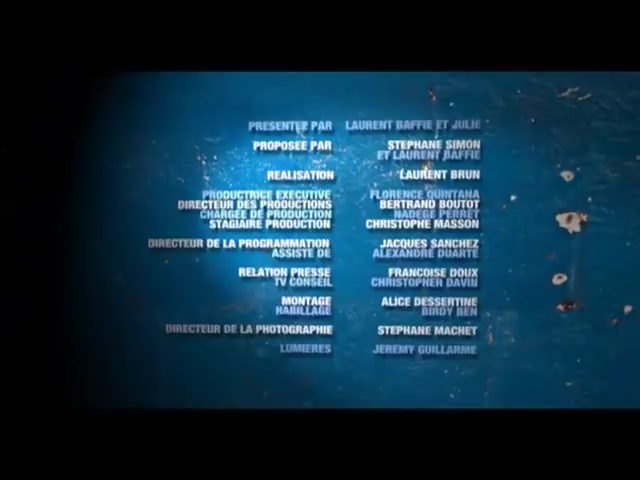 PRESENTEE PAR LAURENT BAFFIE ET JULIE
PROPOSEE PAR STEPHANE SIMON
ET LAURENT BAFFIE
REALISATION LAURENT BRUN
PRODUCTRICE EXECUTIVE FLORENCE QUINTANA
DIRECTEUR DES PRODUCTIONS BERTRAND BOUTOT
CHARGEE DE PRODUCTION NADEGE PERRET
STAGIAIRE PRODUCTION CHRISTOPHE MASSON
DIRECTEUR DE LA PROGRAMMATION JACQUES SANCHEZ
ASSISTE DE ALEXANDRE DUARTE
RELATION PRESSE FRANCOISE DOUX
TV CONSEIL CHRISTOPHER DAVIN
MONTAGE ALICE DESSERTINE
HABILLAGE BIRDY BEN
DIRECTEUR DE LA PHOTOGRAPHIE STEPHANE MACHET
LUMIERES JEREMY GUILLARME